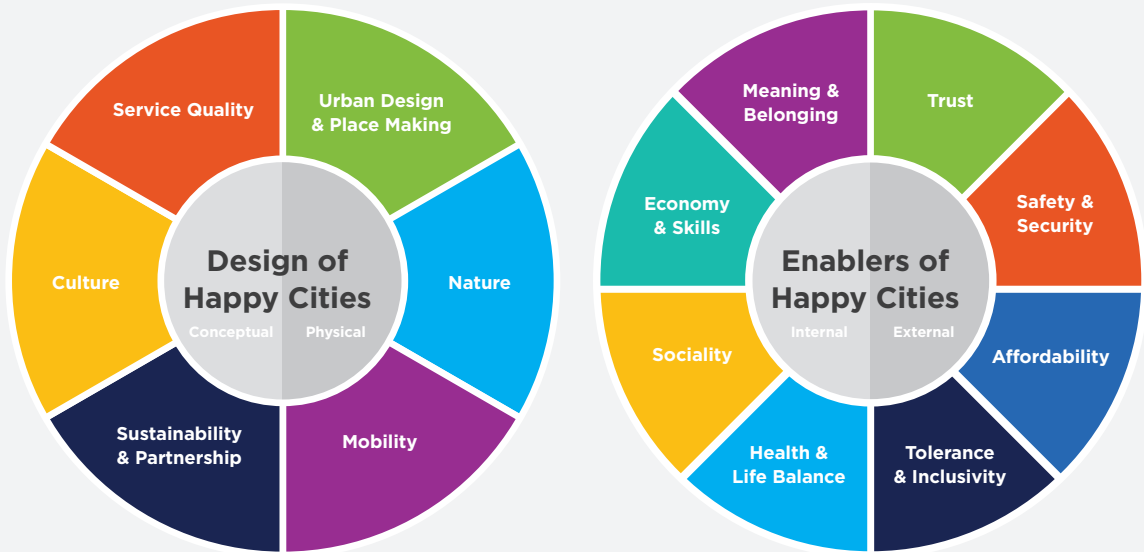 Service Quality
Urban Design
& Place Making
Culture
Nature
Design of
Happy Cities
Conceptual
Physical
Sustainability
& Partnership
Mobility
Meaning &
Belonging
Trust
Economy
& Skills
Safety &
Security
Enablers of
Happy Cities
Internal
External
Sociality
Affordability
Health &
Life Balance
Tolerance
& Inclusivity